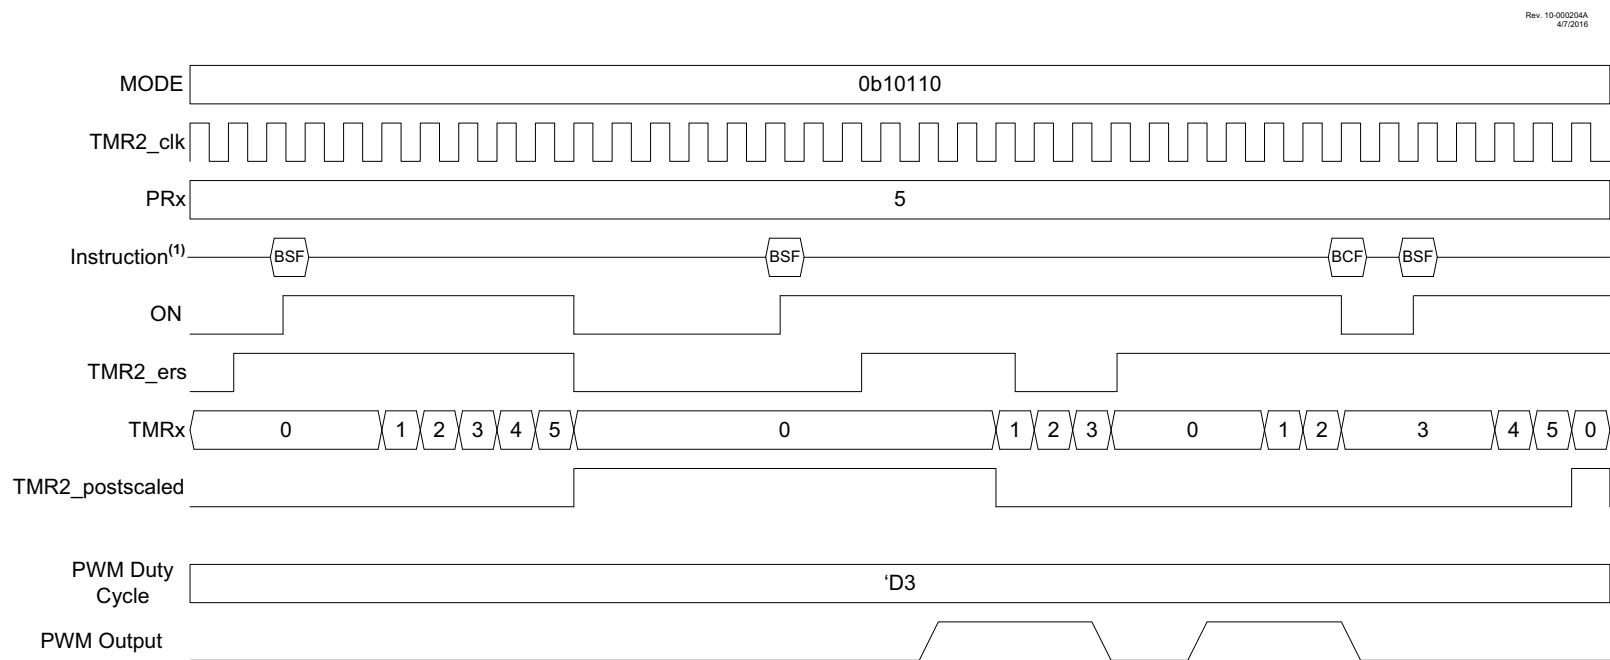 Rev. 10-000204A
4/7/2016
MODE 0b10110
TMR2_clk
PRx 5
Instruction(1) BSF BSF BCF BSF
ON
TMR2_ers
TMRx 0 1 2 3 4 5 0 1 2 3 0 1 2 3 4 5 0
TMR2_postscaled
PWM Duty
Cycle
‘D3
PWM Output